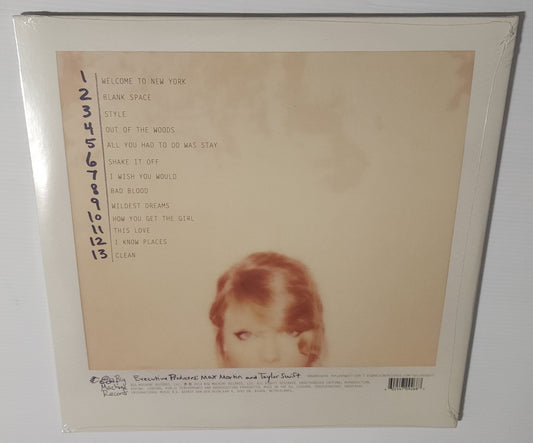 1 WELCOME TO NEW YORK
2 BLANK SPACE
3 STYLE
4 OUT OF THE WOODS
5 ALL YOU HAD TO DO WAS STAY
6 SHAKE IT OFF
7 I WISH YOU WOULD
8 BAD BLOOD
9 WILDEST DREAMS
10 HOW YOU GET THE GIRL
11 THIS LOVE
12 I KNOW PLACES
13 CLEAN
Big Machine Records
Executive Producers: Max Martin and Taylor Swift